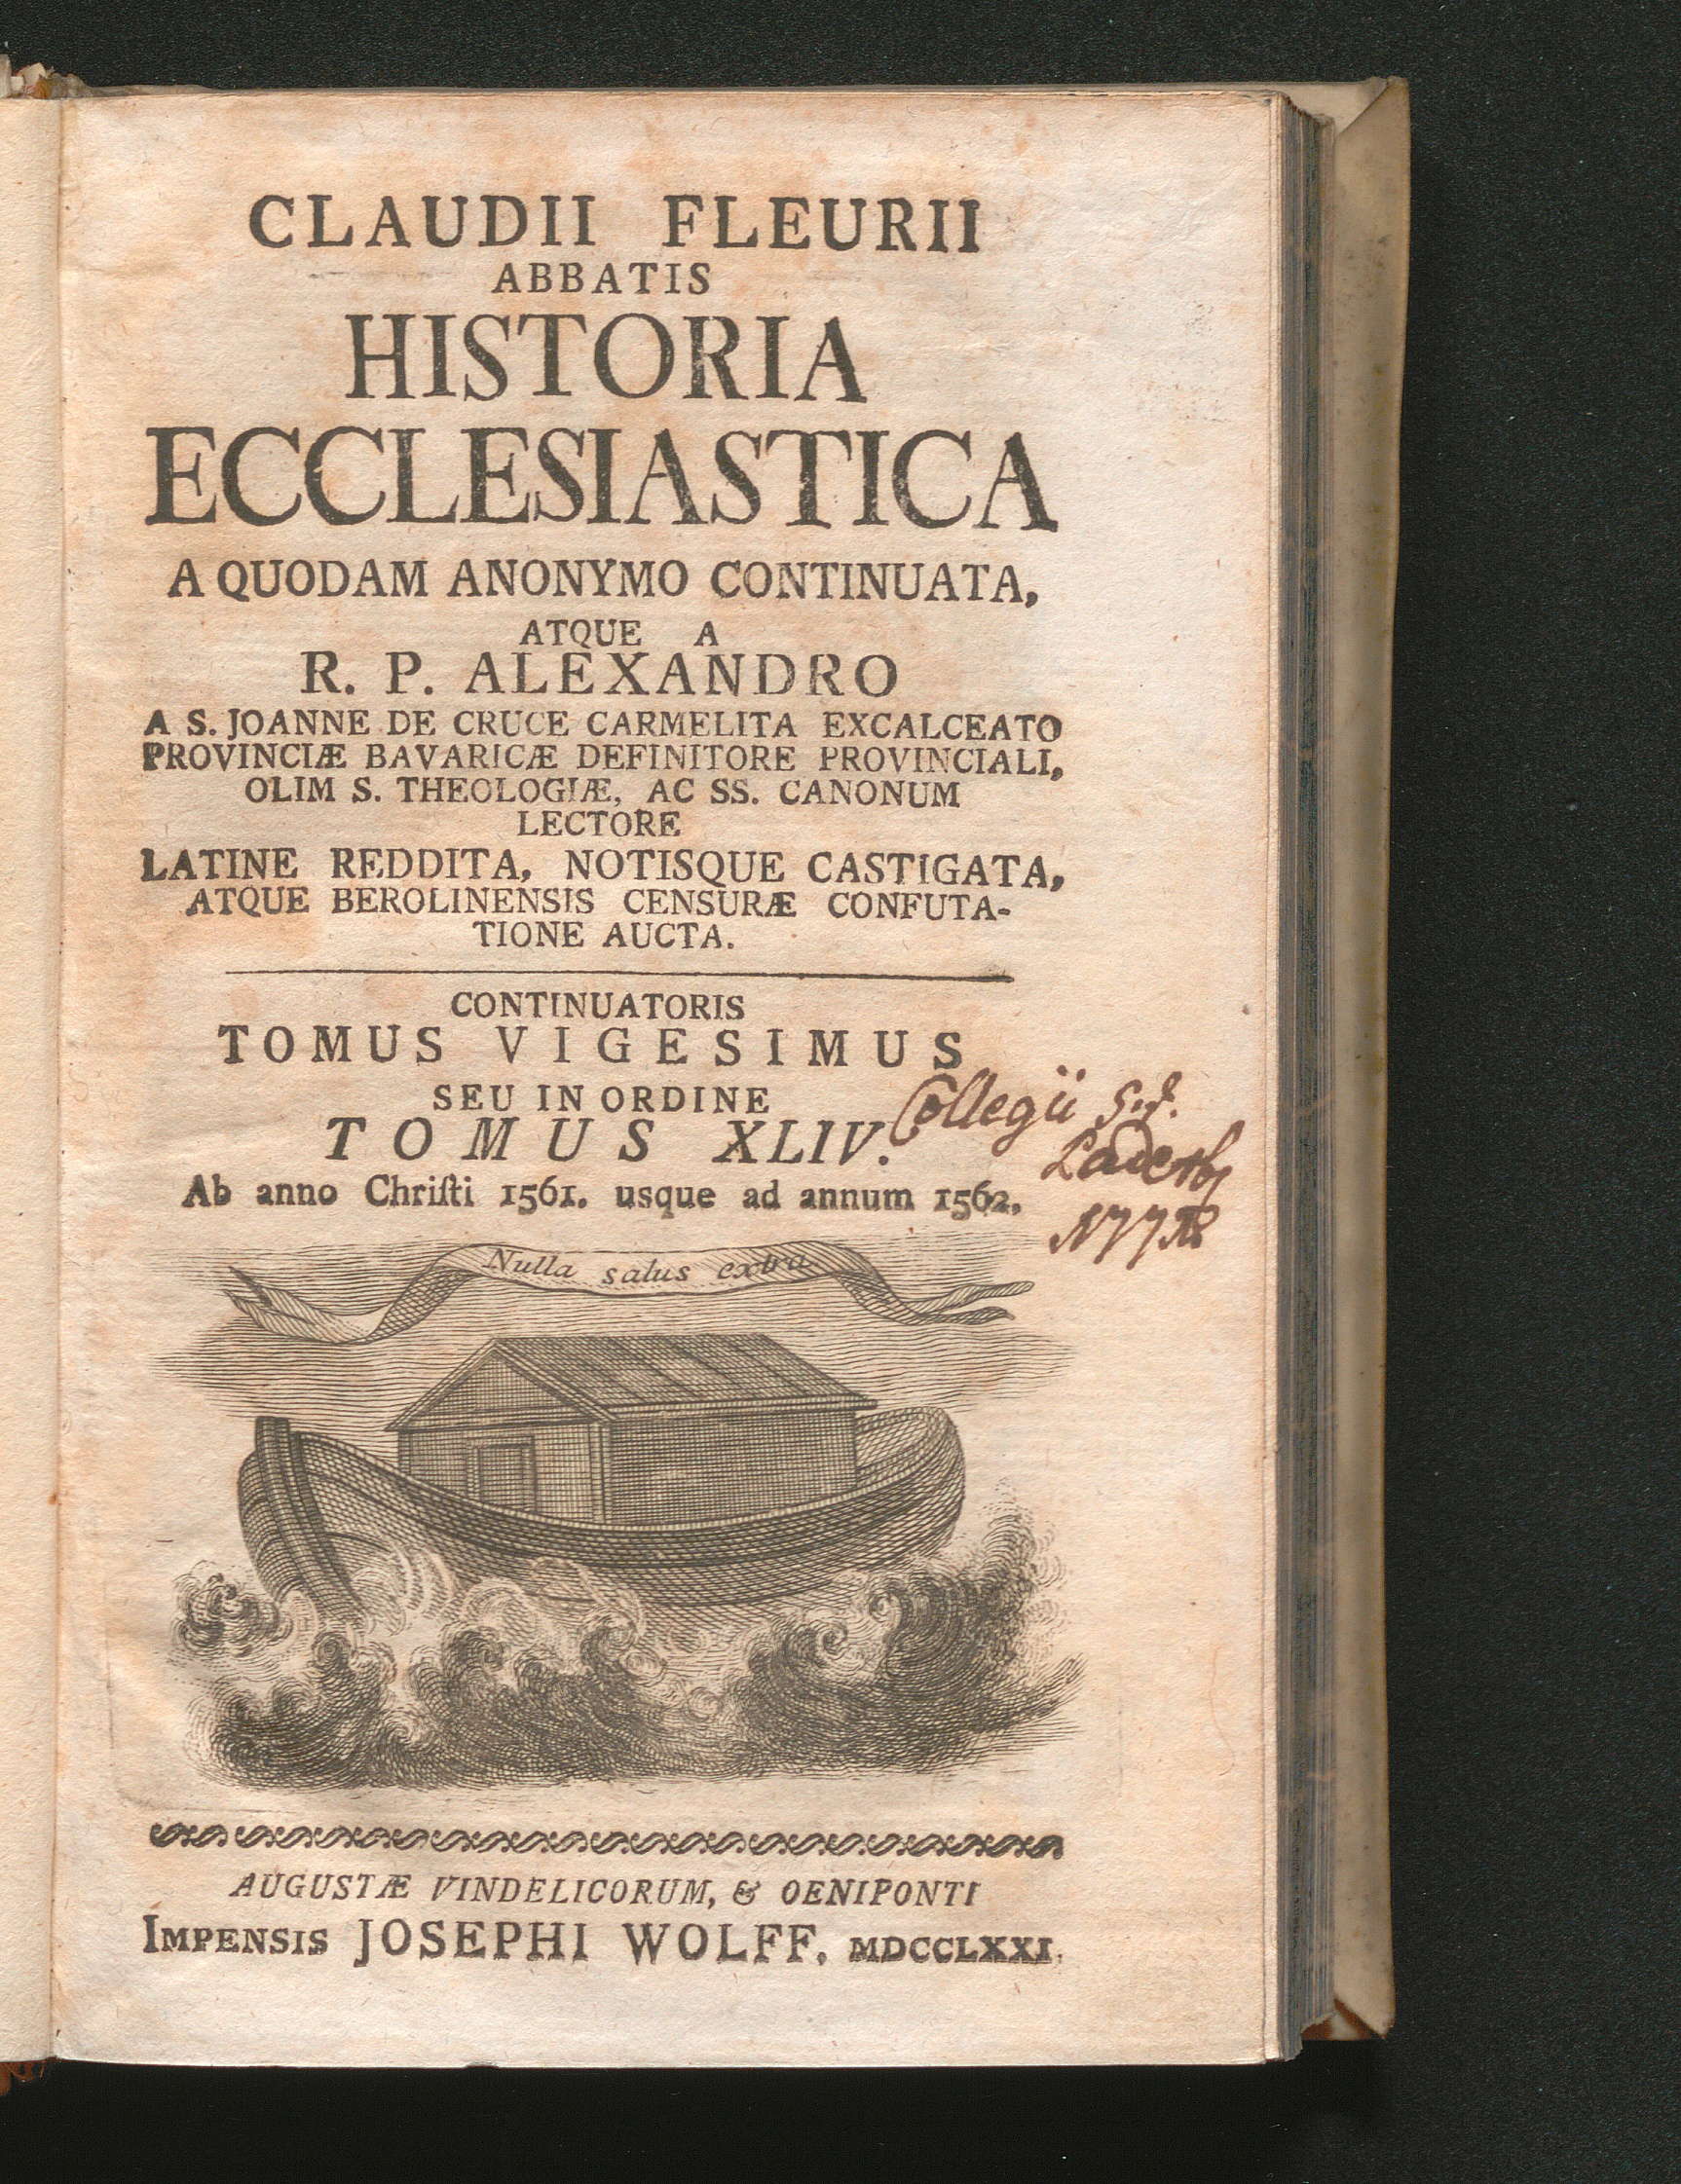 CLAUDII FLEURII
ABBATIS
HISTORIA
ECCLESIASTICA
A QUODAM ANONYMO CONTINUATA,
ATQUE A
R. P. ALEXANDRO
A S. JOANNE DE CRUCE CARMELITA EXCALCEATO
PROVINCIÆ BAVARICÆ DEFINITORE PROVINCIALI,
OLIM S. THEOLOGIÆ, AC SS. CANONUM
LECTORE
LATINE REDDITA, NOTISQUE CASTIGATA,
ATQUE BEROLINENSIS CENSURÆ CONFUTA-
TIONE AUCTA.
CONTINUATORIS
TOMUS VIGESIMUS
SEU IN ORDINE
TOMUS XLIV.
Collegii S. J.
Ab anno Chriſti 1561. usque ad annum 1562.
Nulla salus extra
AUGUSTÆ VINDELICORUM, & OENIPONTI
IMPENSIS JOSEPHI WOLFF. MDCCLXXI.